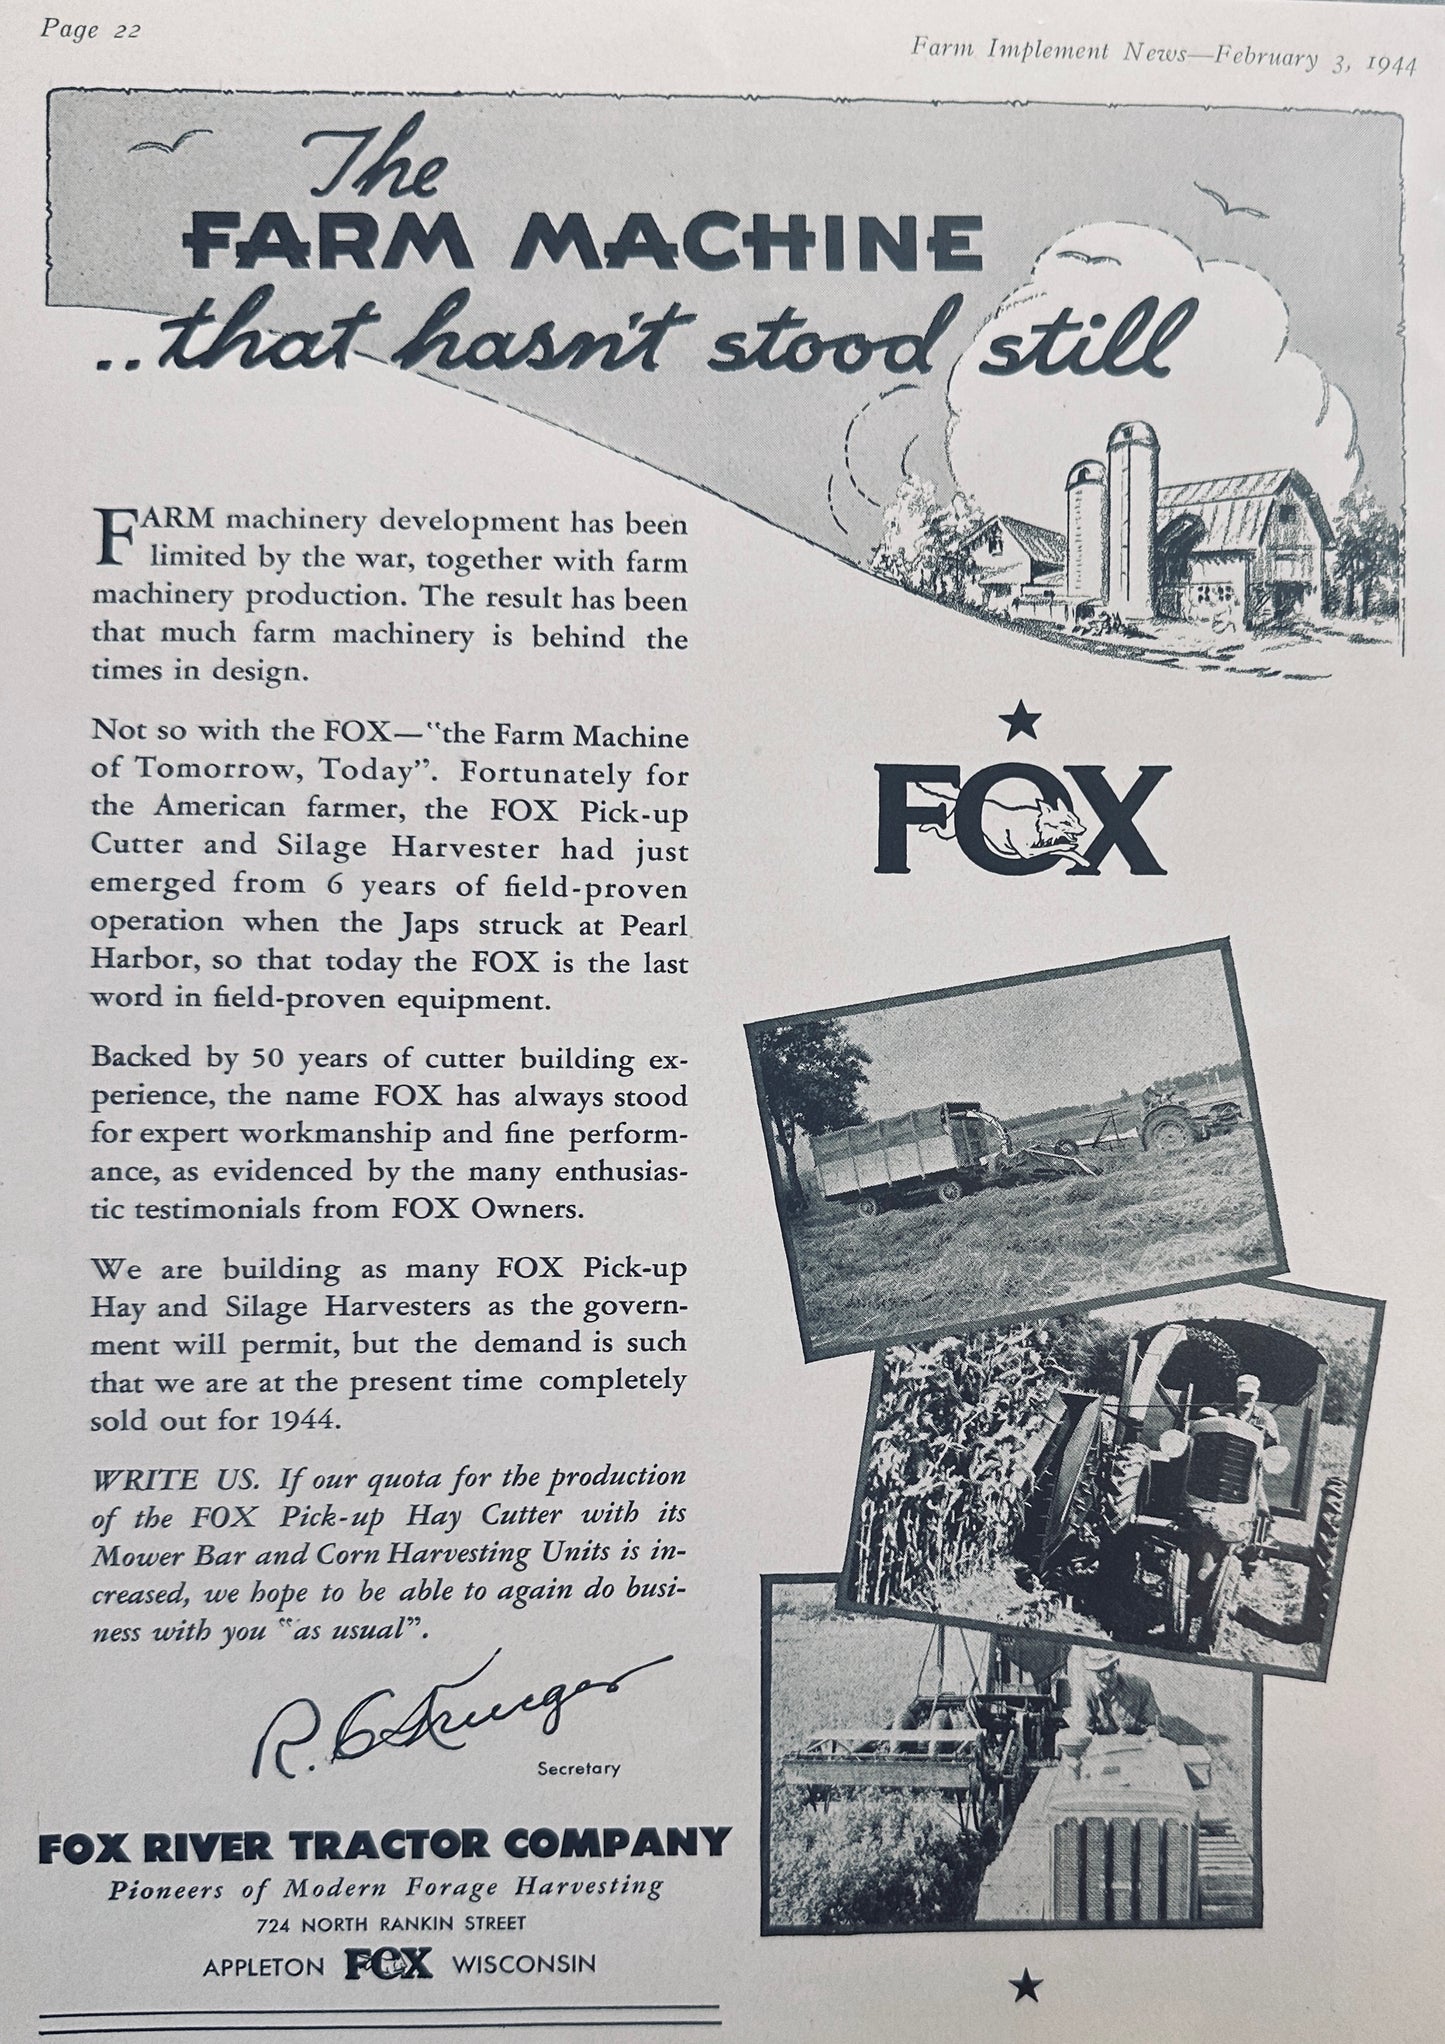 Page 22
Farm Implement News—February 3, 1944
The
FARM MACHINE
..that hasn't stood still
FARM machinery development has been
limited by the war, together with farm
machinery production. The result has been
that much farm machinery is behind the
times in design.
Not so with the FOX—"the Farm Machine
of Tomorrow, Today". Fortunately for
the American farmer, the FOX Pick-up
Cutter and Silage Harvester had just
emerged from 6 years of field-proven
operation when the Japs struck at Pearl
Harbor, so that today the FOX is the last
word in field-proven equipment.
Backed by 50 years of cutter building ex-
perience, the name FOX has always stood
for expert workmanship and fine perform-
ance, as evidenced by the many enthusias-
tic testimonials from FOX Owners.
We are building as many FOX Pick-up
Hay and Silage Harvesters as the govern-
ment will permit, but the demand is such
that we are at the present time completely
sold out for 1944.
WRITE US. If our quota for the production
of the FOX Pick-up Hay Cutter with its
Mower Bar and Corn Harvesting Units is in-
creased, we hope to be able to again do busi-
ness with you "as usual".
R. C. Krueger
Secretary
FOX RIVER TRACTOR COMPANY
Pioneers of Modern Forage Harvesting
724 NORTH RANKIN STREET
APPLETON FOX WISCONSIN
FOX